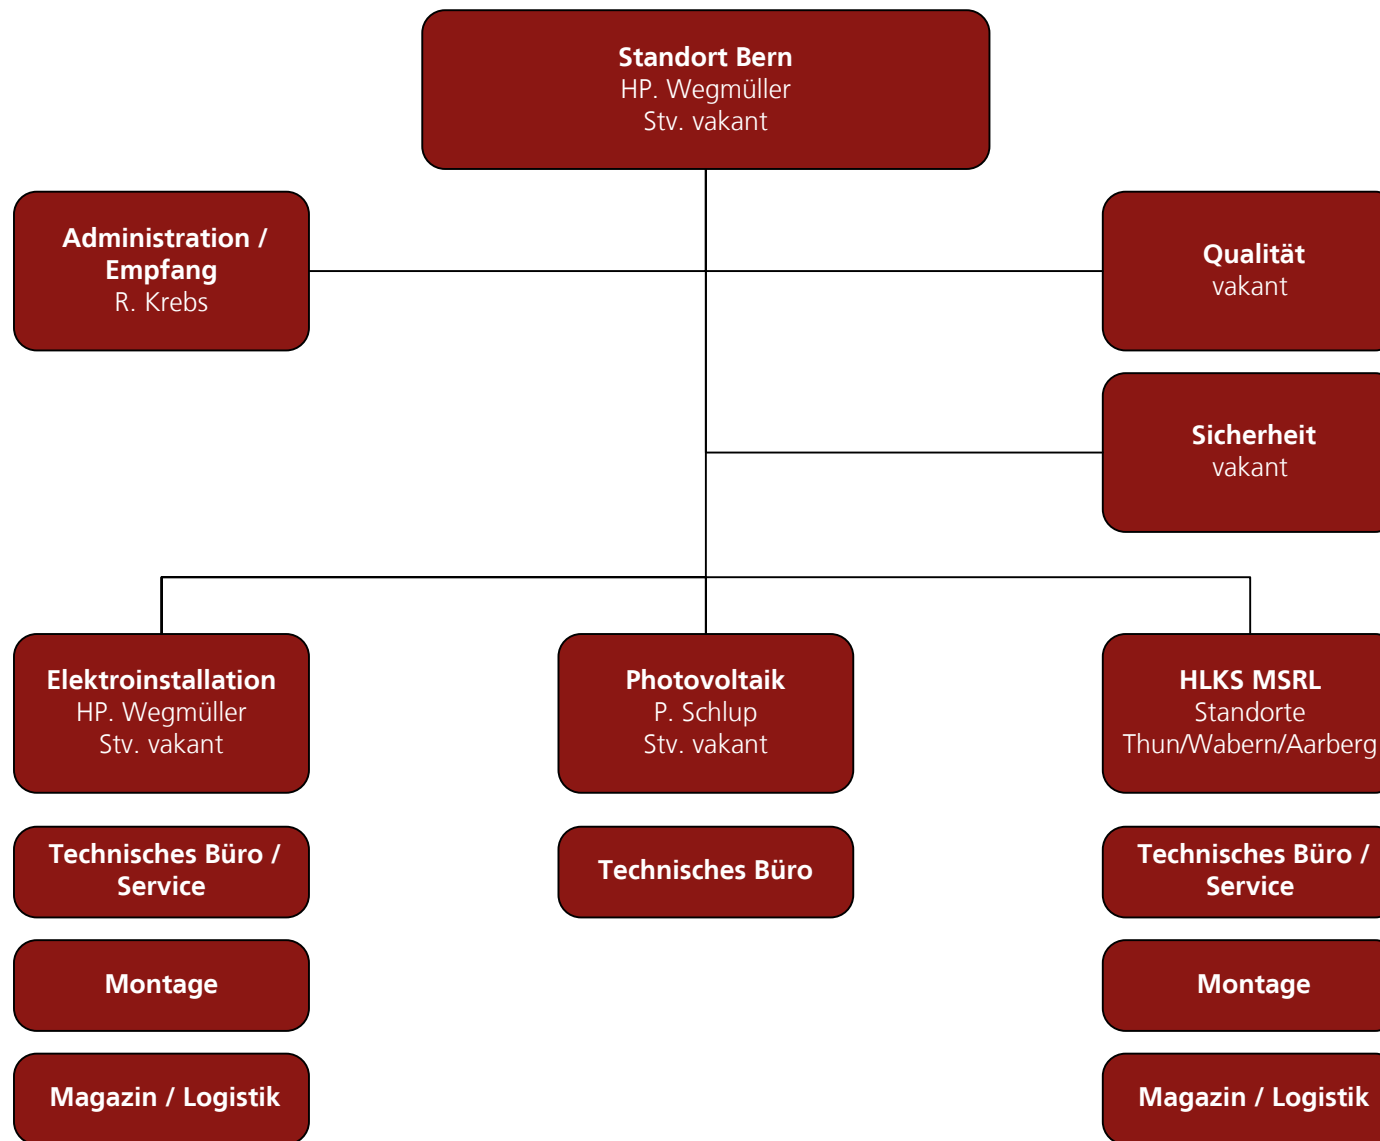 Standort Bern
HP. Wegmüller
Stv. vakant
Administration /
Empfang
R. Krebs
Qualität
vakant
Sicherheit
vakant
Elektroinstallation
HP. Wegmüller
Stv. vakant
Photovoltaik
P. Schlup
Stv. vakant
HLKS MSRL
Standorte
Thun/Wabern/Aarberg
Technisches Büro /
Service
Technisches Büro
Technisches Büro /
Service
Montage
Montage
Magazin / Logistik
Magazin / Logistik